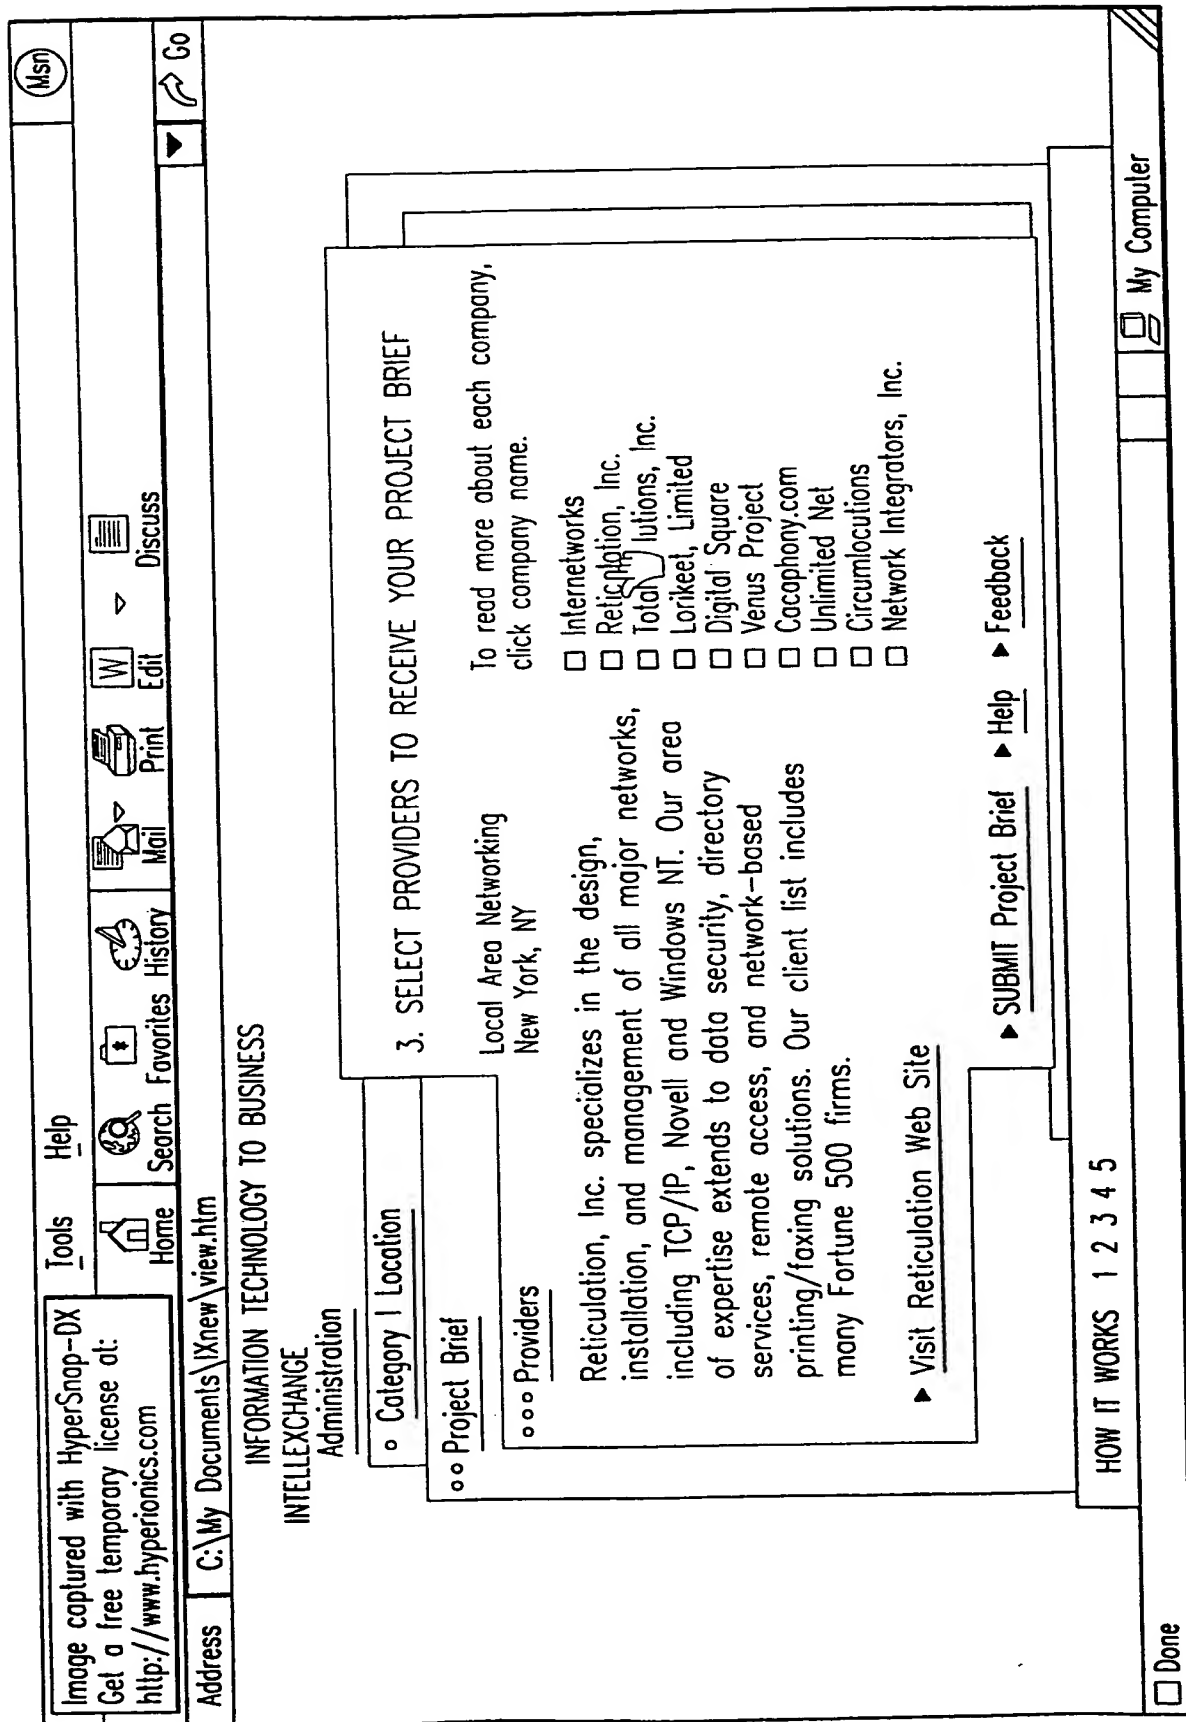 Image captured with HyperSnap-DX
Get a free temporary license at:
http://www.hyperionics.com
Tools Help
Msn
Home Search Favorites History Mail Print Edit Discuss
Address C:\My Documents\IXnew\view.htm Go
INFORMATION TECHNOLOGY TO BUSINESS
INTELLEXCHANGE
Administration
Category | Location
Project Brief
Providers
3. SELECT PROVIDERS TO RECEIVE YOUR PROJECT BRIEF
Local Area Networking
New York, NY
Reticulation, Inc. specializes in the design,
installation, and management of all major networks,
including TCP/IP, Novell and Windows NT. Our area
of expertise extends to data security, directory
services, remote access, and network-based
printing/faxing solutions. Our client list includes
many Fortune 500 firms.
Visit Reticulation Web Site
To read more about each company,
click company name.
Internetworks
Reticulation, Inc.
Total lutions, Inc.
Lorikeet, Limited
Digital Square
Venus Project
Cacophony.com
Unlimited Net
Circumlocutions
Network Integrators, Inc.
SUBMIT Project Brief Help Feedback
HOW IT WORKS 1 2 3 4 5
Done My Computer